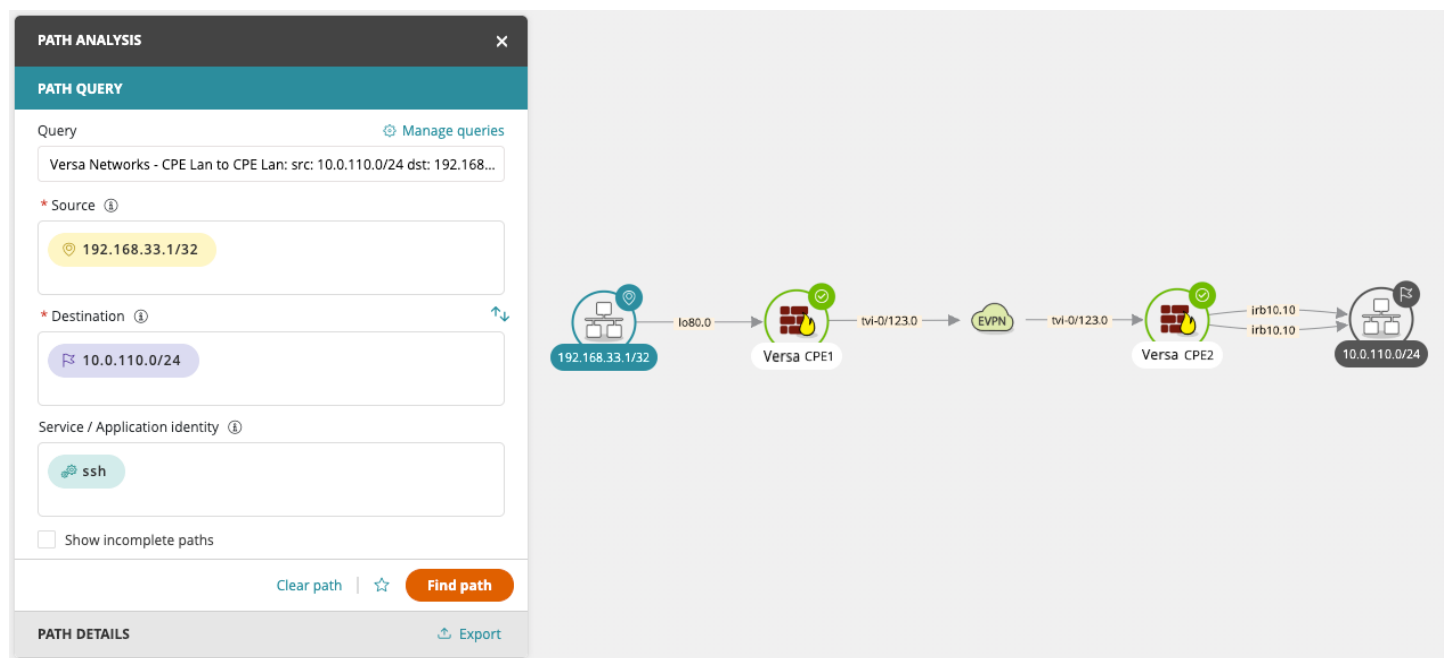 PATH ANALYSIS
PATH QUERY
Query
Manage queries
Versa Networks - CPE Lan to CPE Lan: src: 10.0.110.0/24 dst: 192.168...
* Source
192.168.33.1/32
* Destination
10.0.110.0/24
Service / Application identity
ssh
Show incomplete paths
Clear path
Find path
PATH DETAILS
Export
192.168.33.1/32
lo80.0
Versa CPE1
tvi-0/123.0
EVPN
tvi-0/123.0
Versa CPE2
irb10.10
irb10.10
10.0.110.0/24